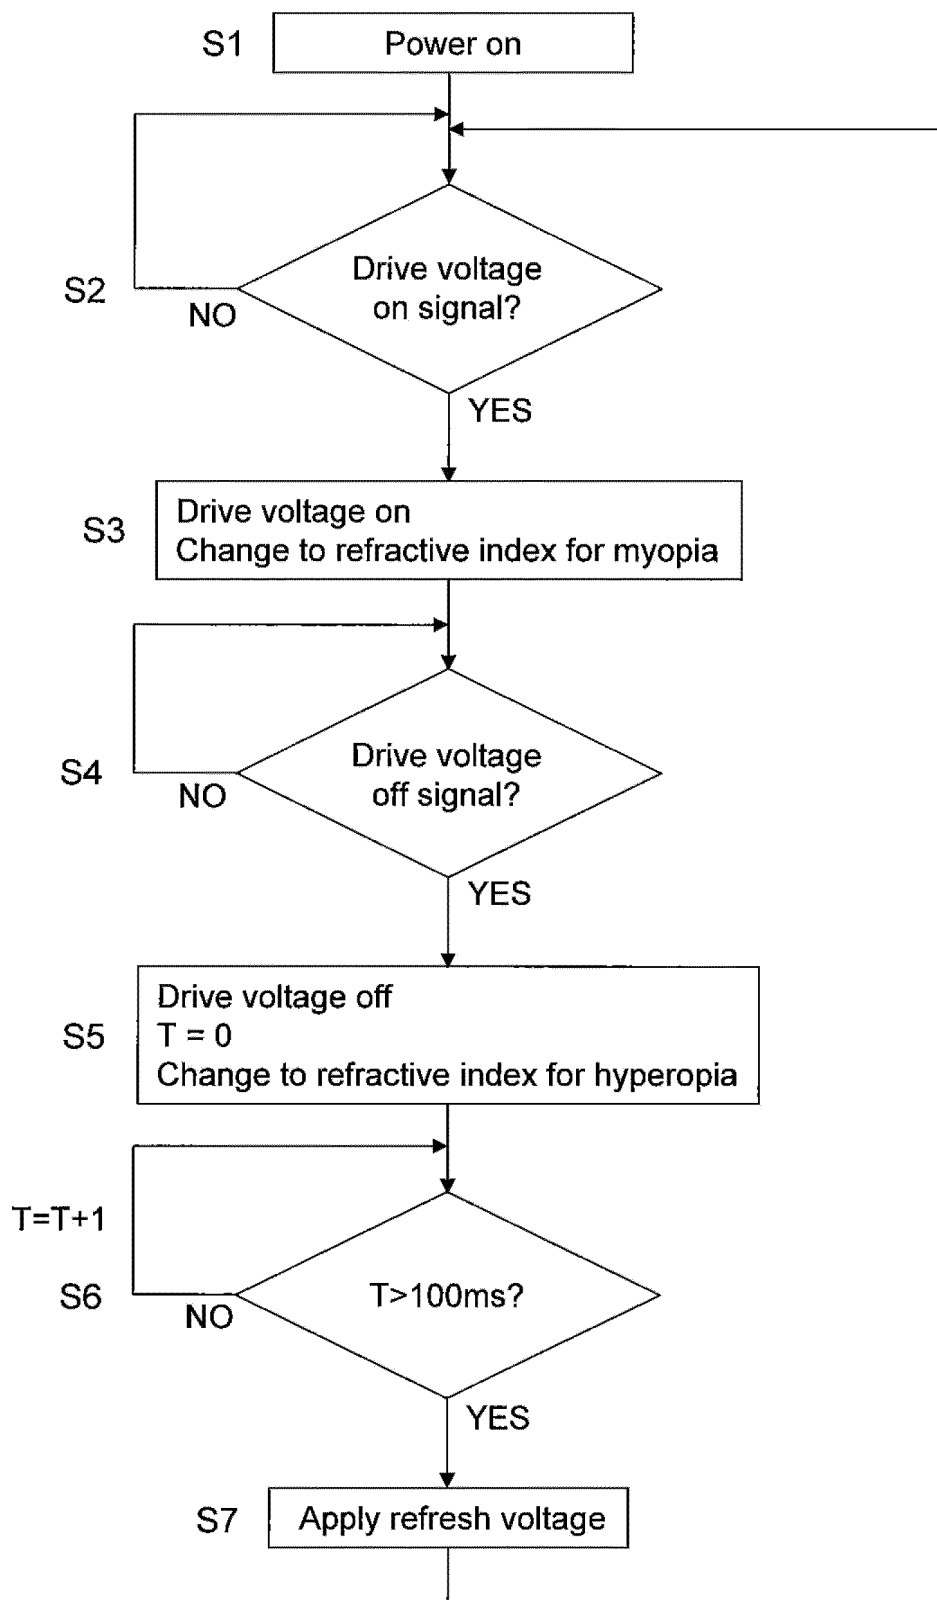 S1
Power on
Drive voltage
on signal?
S2
NO
YES
S3
Drive voltage on
Change to refractive index for myopia
Drive voltage
off signal?
S4
NO
YES
S5
Drive voltage off
T = 0
Change to refractive index for hyperopia
T=T+1
S6
T>100ms?
NO
YES
S7
Apply refresh voltage